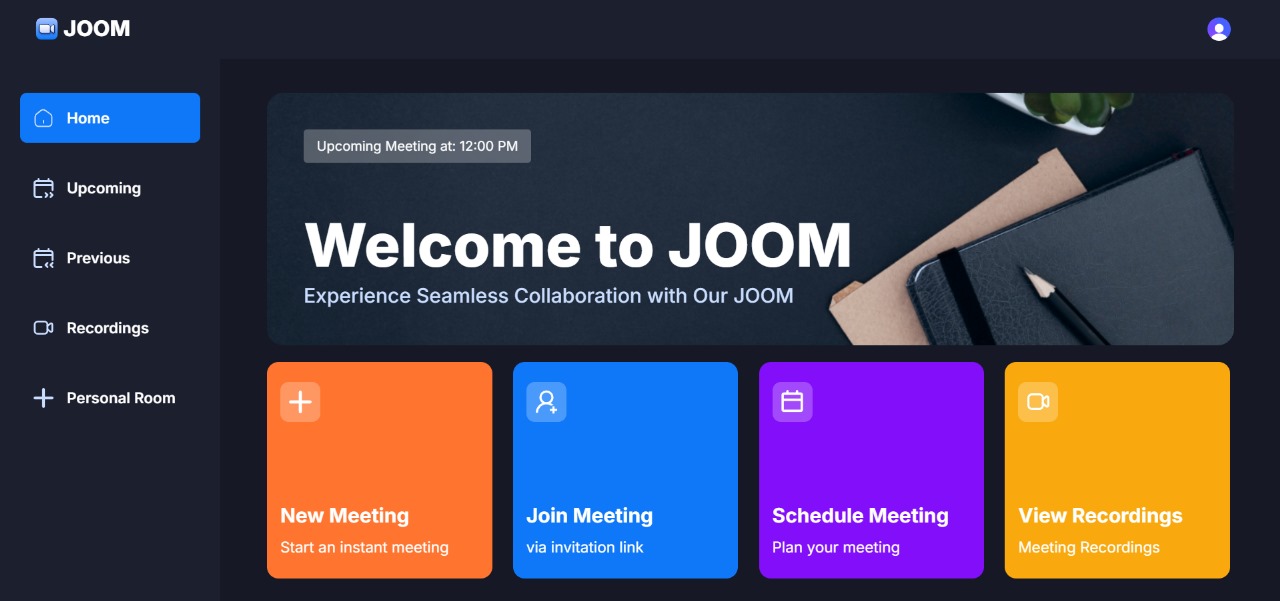 JOOM
Home
Upcoming
Previous
Recordings
Personal Room
Upcoming Meeting at: 12:00 PM
Welcome to JOOM
Experience Seamless Collaboration with Our JOOM
New Meeting
Start an instant meeting
Join Meeting
via invitation link
Schedule Meeting
Plan your meeting
View Recordings
Meeting Recordings